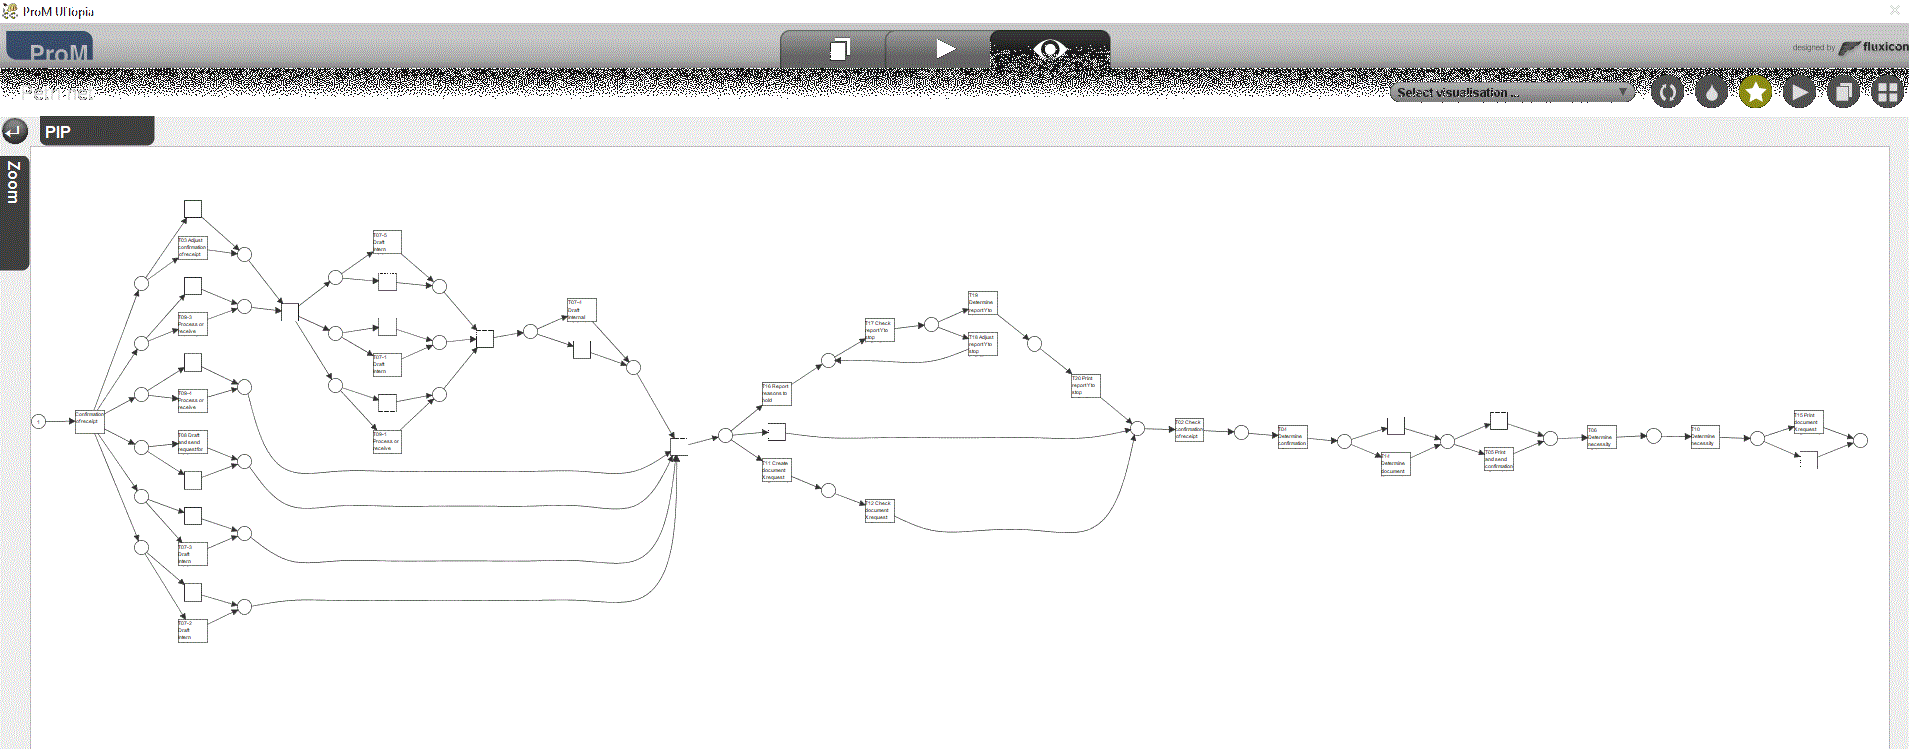 ProM UITopia
ProM
designed by fluxicon
Select visualisation ...
PIP
Zoom
T03 Adjust
confirmation
of receipt
T07-5
Draft
intern
T09-3
Process or
receive
T07-4
Draft
internal
T19
Determine
report Y to
T17 Check
report Y to
stop
T18 Adjust
report Y to
stop
T07-1
Draft
intern
T09-4
Process or
receive
T16 Report
reasons to
hold
T20 Print
report Y to
stop
1
Confirmation
of receipt
T08 Draft
and send
request for
T09-1
Process or
receive
T02 Check
confirmation
of receipt
T04
Determine
confirmation
T06
Determine
necessity
T10
Determine
necessity
T15 Print
document
X request
T11 Create
document
X request
T14
Determine
document
T05 Print
and send
confirmation
T12 Check
document
X request
T07-3
Draft
intern
T07-2
Draft
intern